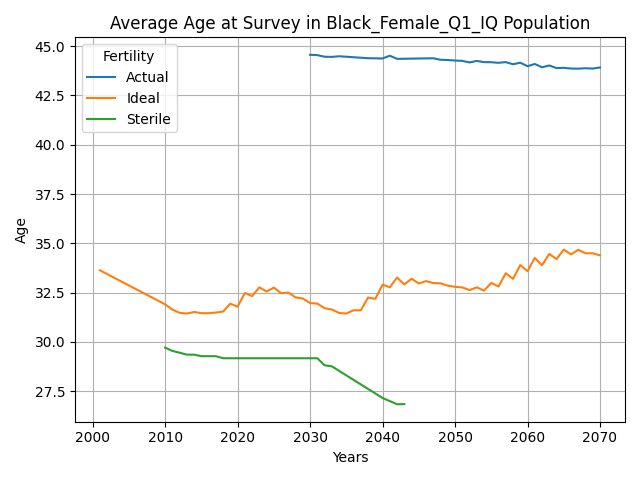 Average Age at Survey in Black_Female_Q1_IQ Population
Fertility
Actual
Ideal
Sterile
45.0
42.5
40.0
37.5
35.0
32.5
30.0
27.5
Age
2000 2010 2020 2030 2040 2050 2060 2070
Years